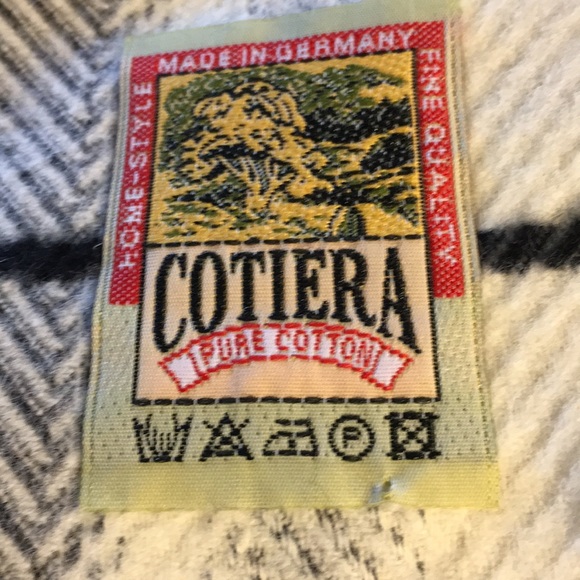 MADE IN GERMANY
HOME-STYLE
FINE QUALITY
COTIERA
PURE COTTON
P